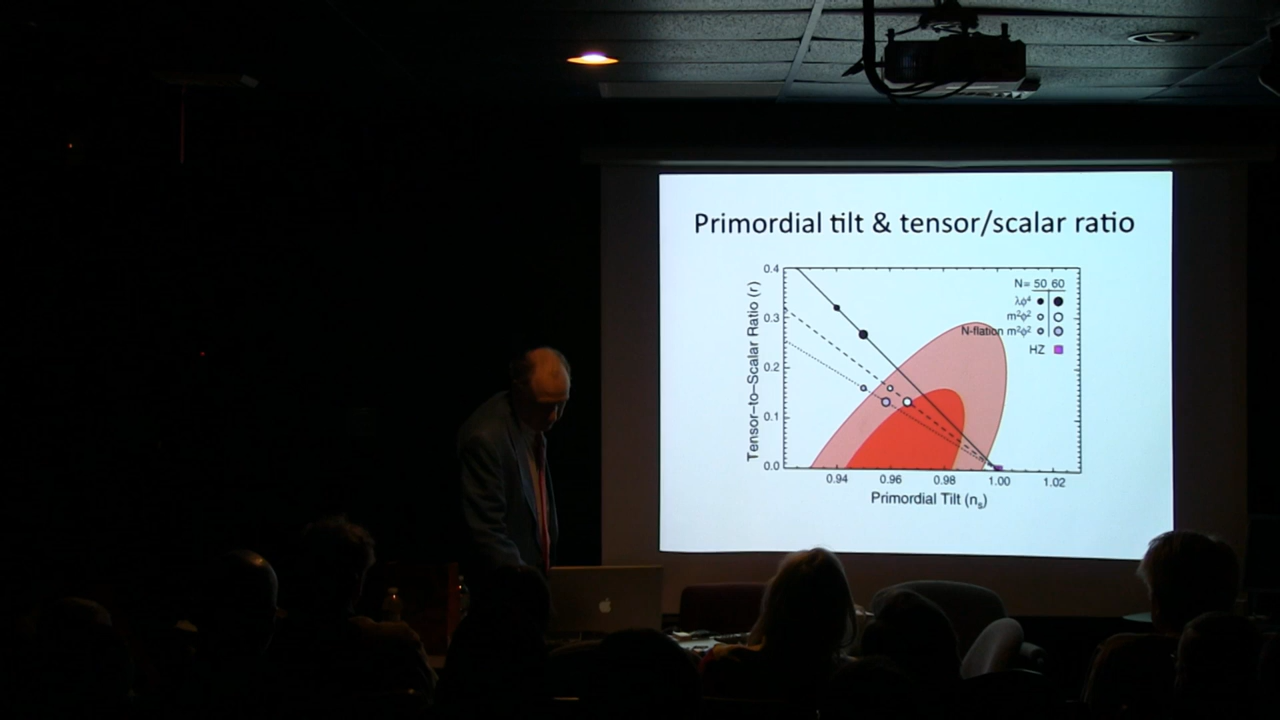 Primordial tilt & tensor/scalar ratio
0.4
0.3
0.2
0.1
0.0
Tensor–to–Scalar Ratio (r)
N= 50 60
λϕ⁴
m²ϕ²
N-flation m²ϕ²
HZ
0.94 0.96 0.98 1.00 1.02
Primordial Tilt (nₛ)